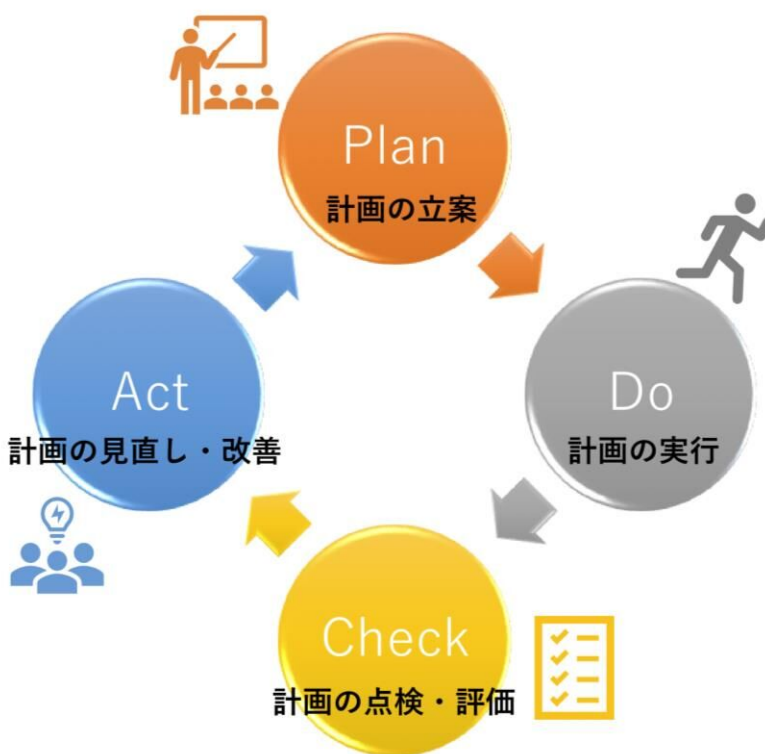 Plan
計画の立案
Do
計画の実行
Check
計画の点検・評価
Act
計画の見直し・改善